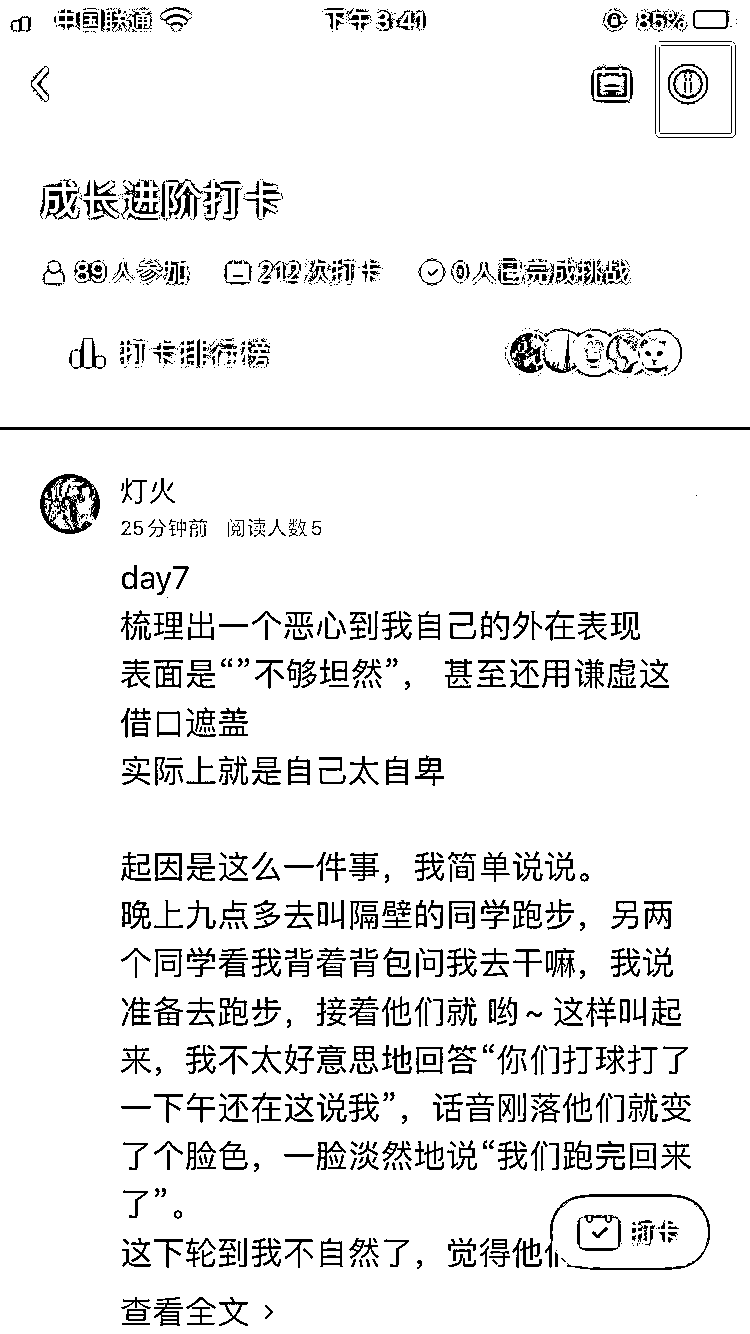 中国联通 下午3:41 85%
成长进阶打卡
89人参加 212次打卡 0人已完成挑战
打卡排行榜
灯火
25分钟前 阅读人数5
day7
梳理出一个恶心到我自己的外在表现
表面是“”不够坦然”， 甚至还用谦虚这
借口遮盖
实际上就是自己太自卑
起因是这么一件事，我简单说说。
晚上九点多去叫隔壁的同学跑步，另两
个同学看我背着背包问我去干嘛，我说
准备去跑步，接着他们就 哟~ 这样叫起
来，我不太好意思地回答“你们打球打了
一下午还在这说我”，话音刚落他们就变
了个脸色，一脸淡然地说“我们跑完回来
了”。
这下轮到我不自然了，觉得他
打卡
查看全文 >